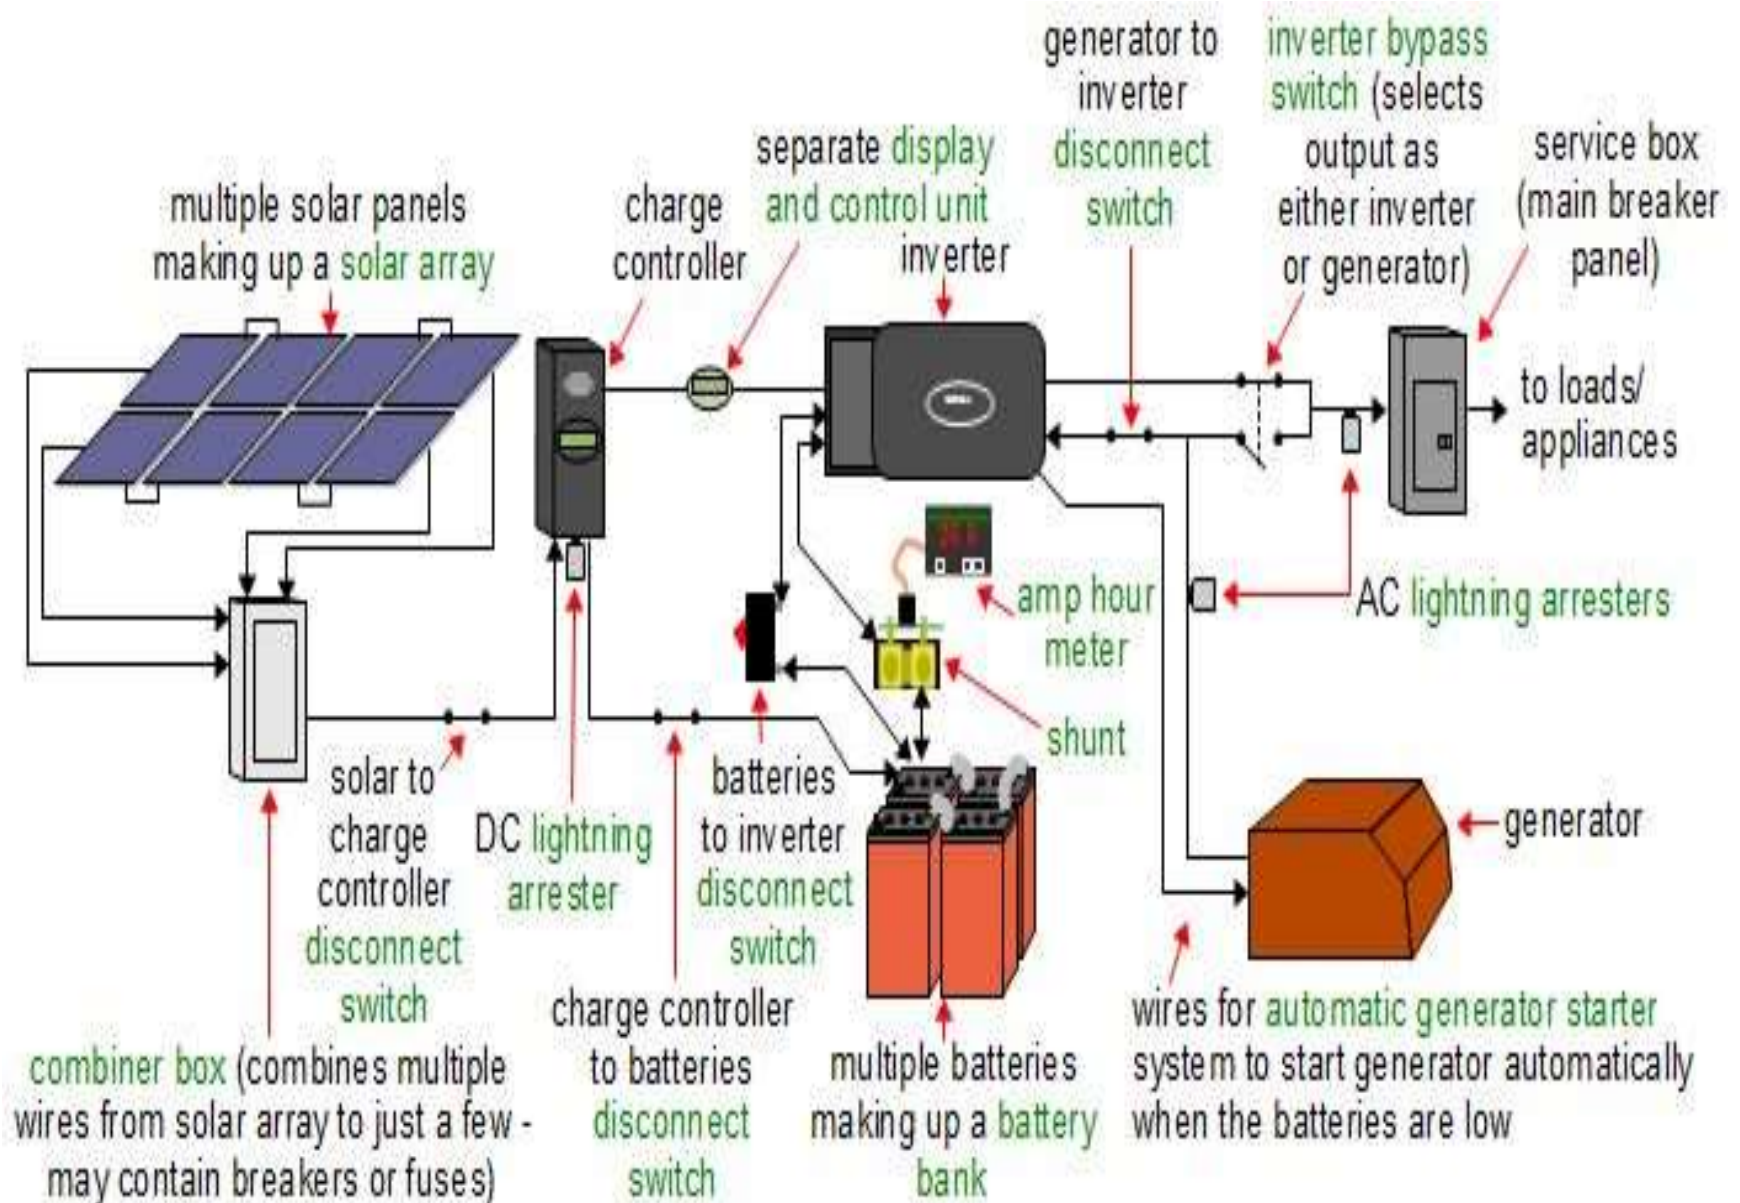 multiple solar panels
making up a solar array
charge
controller
separate display
and control unit
inverter
generator to
inverter
disconnect
switch
inverter bypass
switch (selects
output as
either inverter
or generator)
service box
(main breaker
panel)
to loads/
appliances
amp hour
meter
AC lightning arresters
shunt
generator
solar to
charge
controller
disconnect
switch
DC lightning
arrester
batteries
to inverter
disconnect
switch
combiner box (combines multiple
wires from solar array to just a few -
may contain breakers or fuses)
charge controller
to batteries
disconnect
switch
multiple batteries
making up a battery
bank
wires for automatic generator starter
system to start generator automatically
when the batteries are low